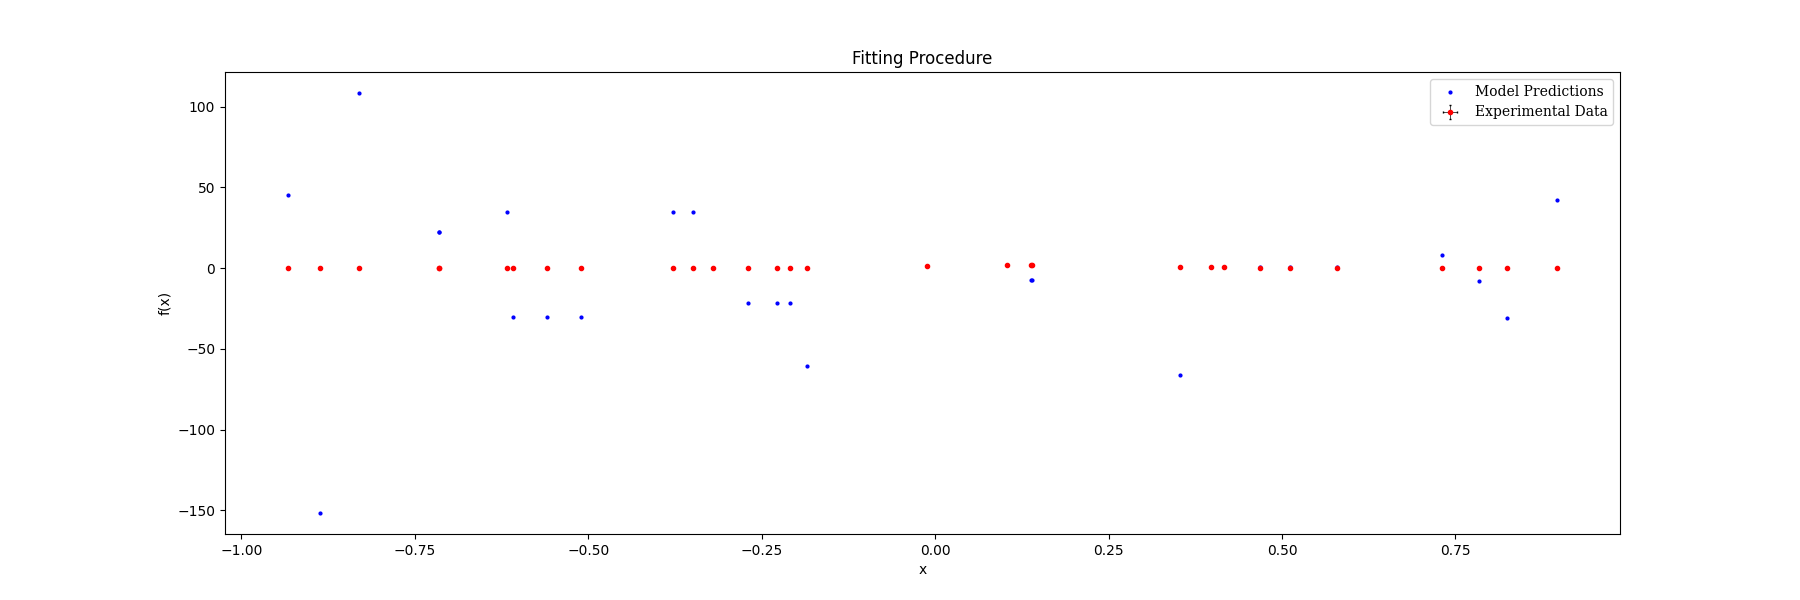 Fitting Procedure
Model Predictions
Experimental Data
f(x)
100
50
0
−50
−100
−150
−1.00
−0.75
−0.50
−0.25
0.00
0.25
0.50
0.75
x